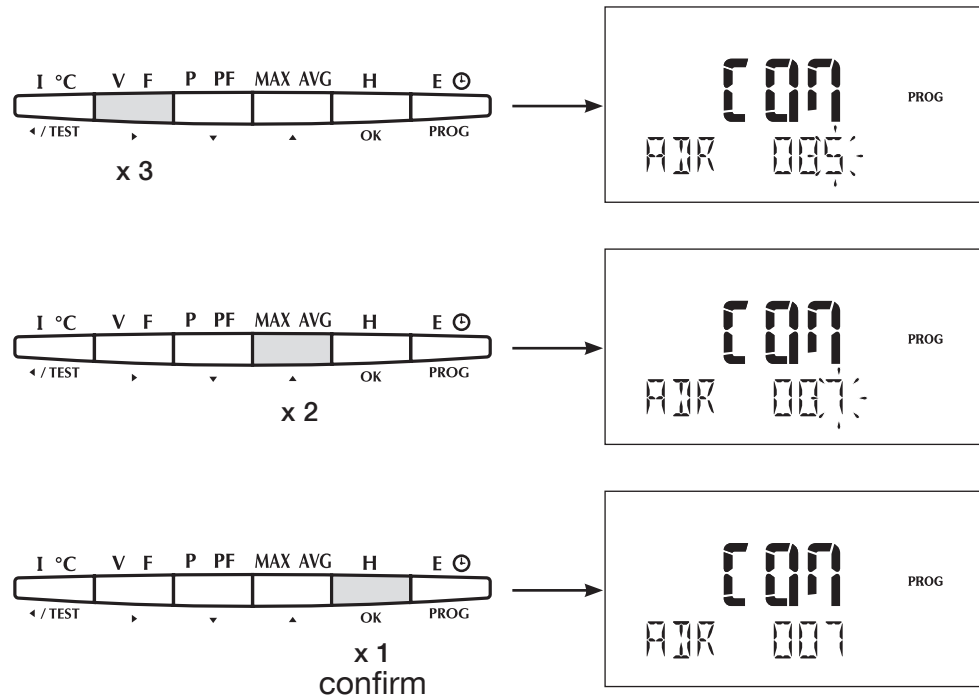 I °C V F P PF MAX AVG H E
◂ / TEST ▸ ▾ ▴ OK PROG
x 3
COM PROG
ADR 005
I °C V F P PF MAX AVG H E
◂ / TEST ▸ ▾ ▴ OK PROG
x 2
COM PROG
ADR 007
I °C V F P PF MAX AVG H E
◂ / TEST ▸ ▾ ▴ OK PROG
x 1
confirm
COM PROG
ADR 007